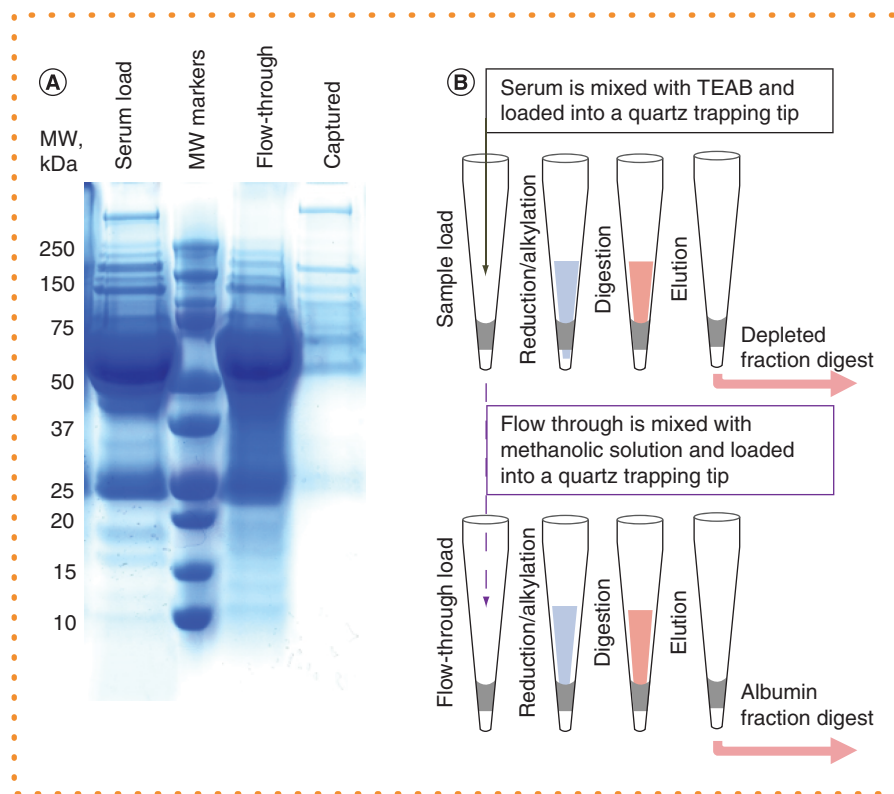 A
MW,
kDa
Serum load
MW markers
Flow-through
Captured
250
150
75
50
37
25
20
15
10
B
Serum is mixed with TEAB and
loaded into a quartz trapping tip
Sample load
Reduction/alkylation
Digestion
Elution
Depleted
fraction digest
Flow through is mixed with
methanolic solution and loaded
into a quartz trapping tip
Flow-through load
Reduction/alkylation
Digestion
Elution
Albumin
fraction digest